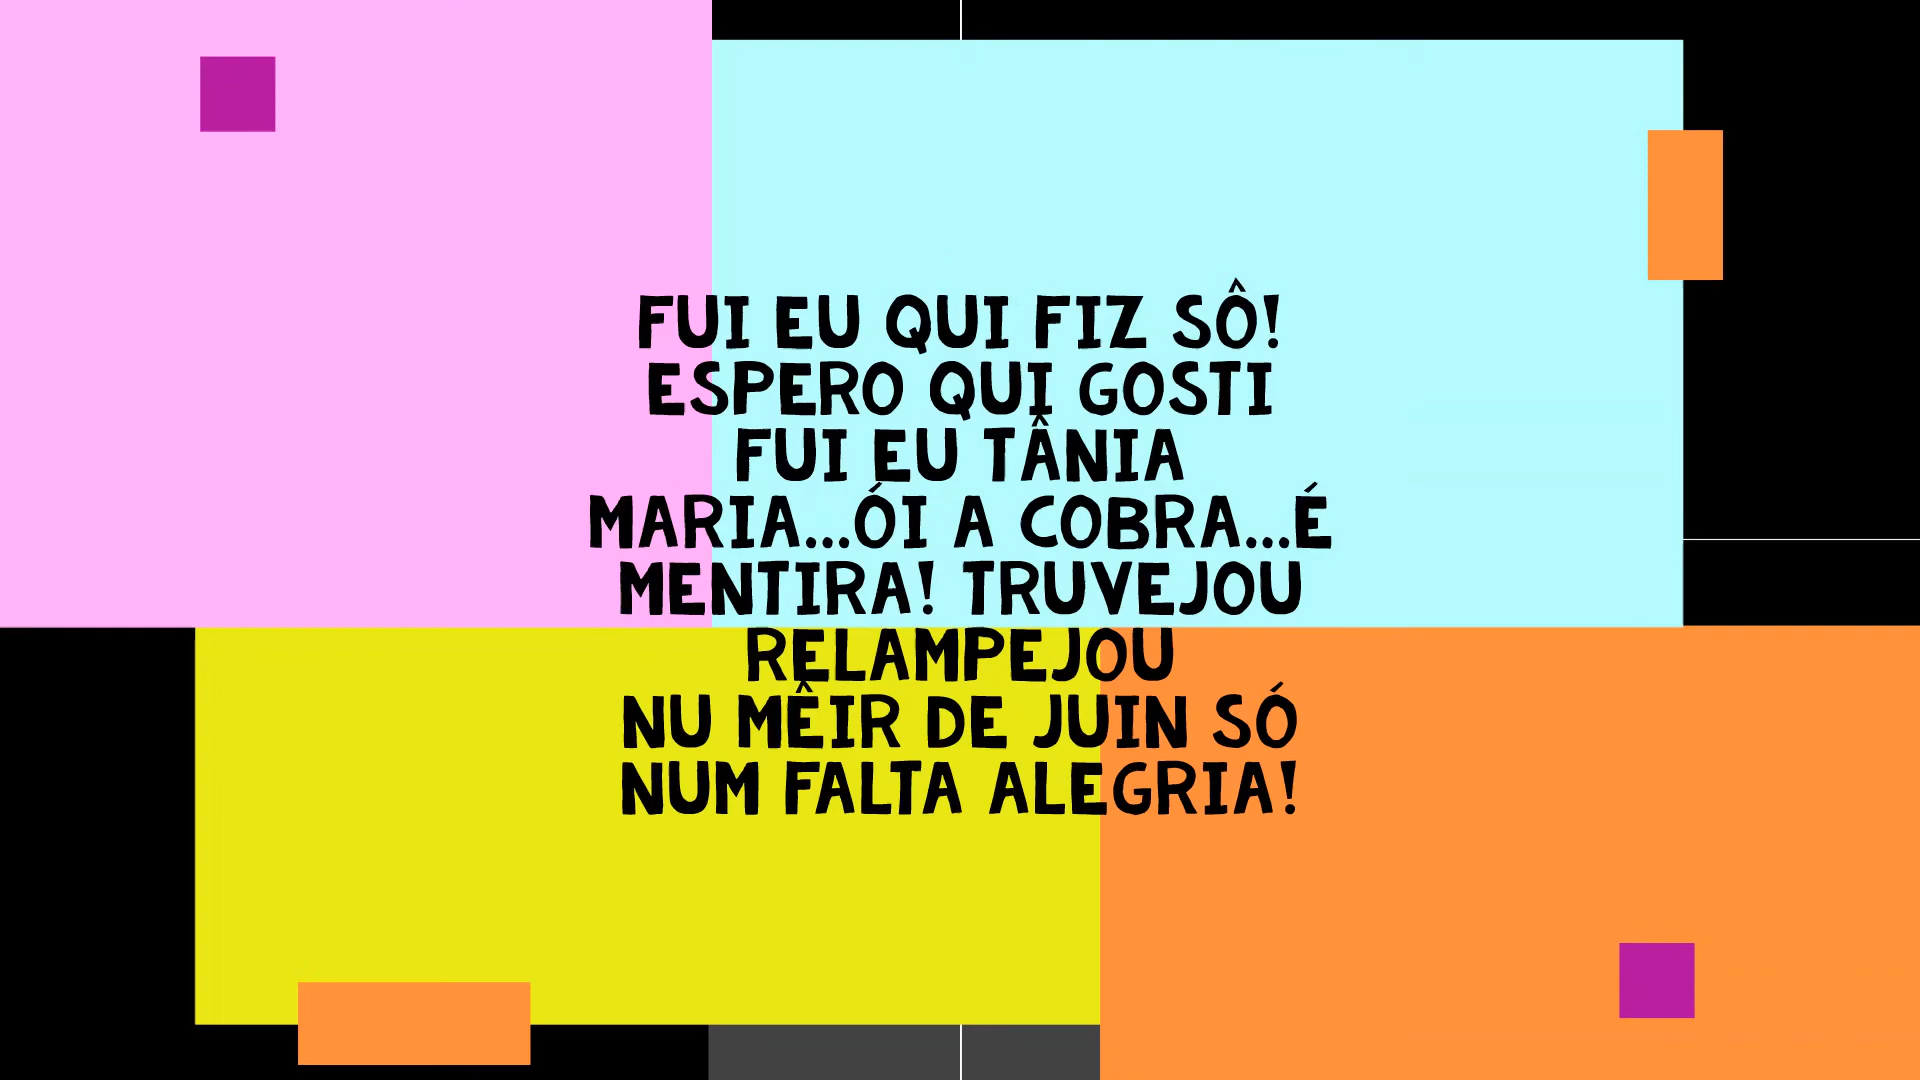 FUI EU QUI FIZ SÔ!
ESPERO QUI GOSTI
FUI EU TÂNIA
MARIA...ÓI A COBRA...É
MENTIRA! TRUVEJOU
RELAMPEJOU
NU MÊIR DE JUIN SÓ
NUM FALTA ALEGRIA!